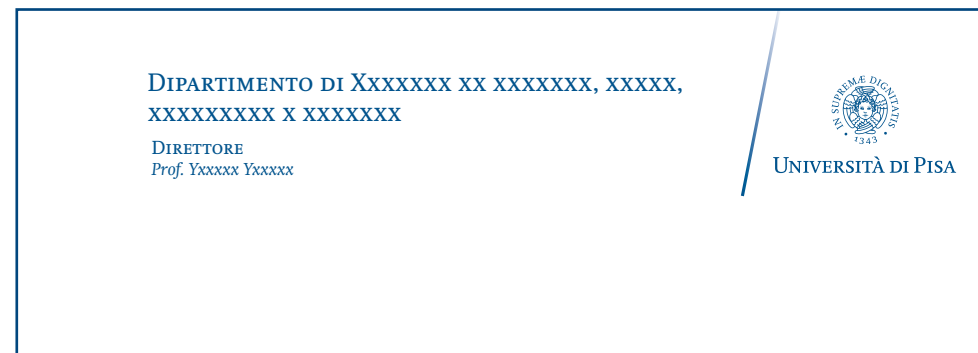 Dipartimento di Xxxxxxx xx xxxxxxx, xxxxx,
xxxxxxxxx x xxxxxxx
Direttore
Prof. Yxxxxx Yxxxxx
IN SUPREMÆ DIGNITATIS
1343
Università di Pisa